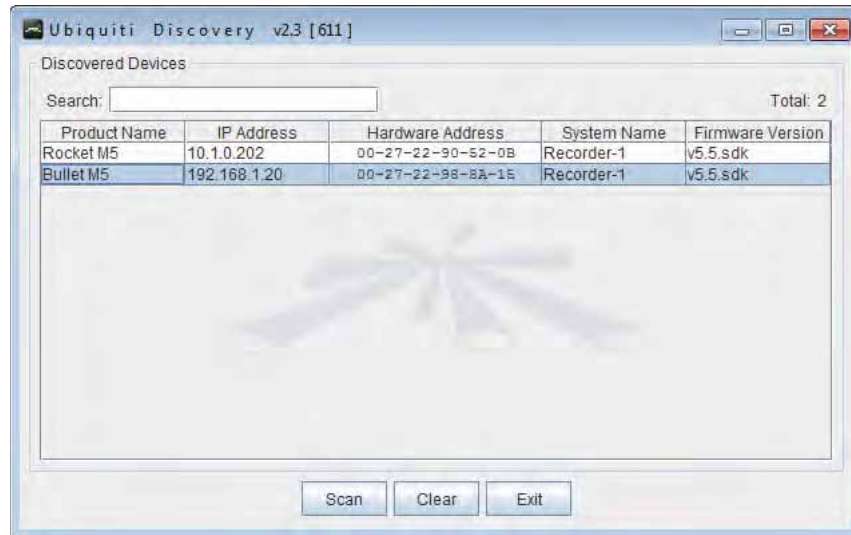 Ubiquiti Discovery v2.3 [611]
Discovered Devices
Search: Total: 2
Product Name IP Address Hardware Address System Name Firmware Version
Rocket M5 10.1.0.202 00-27-22-90-52-0B Recorder-1 v5.5.sdk
Bullet M5 192.168.1.20 00-27-22-98-8A-15 Recorder-1 v5.5.sdk
Scan Clear Exit